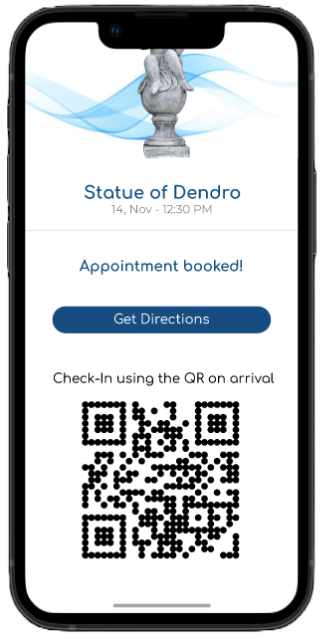 Statue of Dendro
14, Nov - 12:30 PM
Appointment booked!
Get Directions
Check-In using the QR on arrival